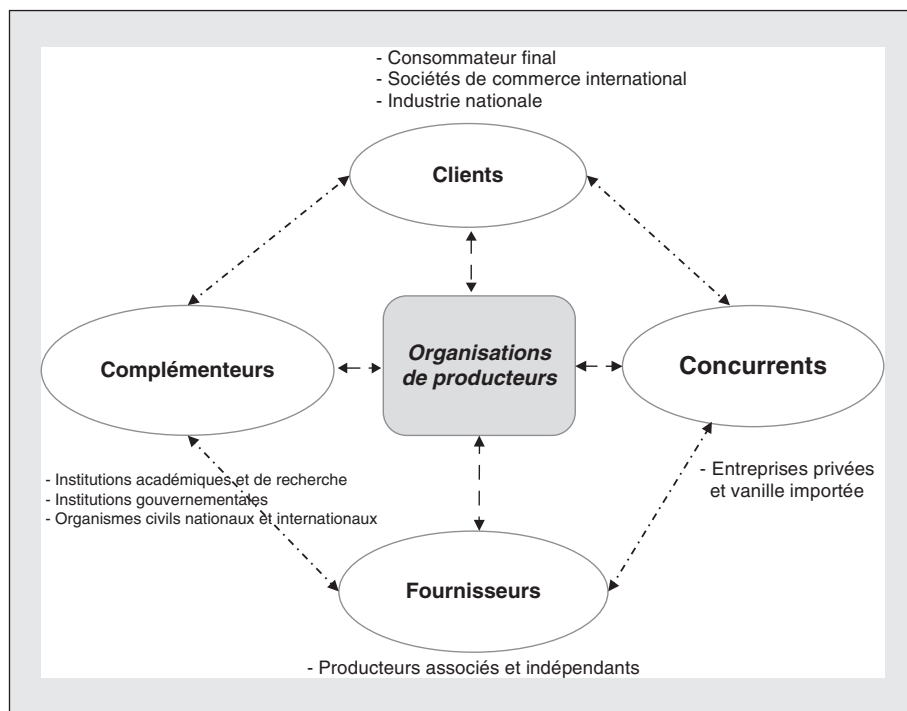 - Consommateur final
- Sociétés de commerce international
- Industrie nationale
Clients
Complémenteurs
Organisations
de producteurs
Concurrents
- Institutions académiques et de recherche
- Institutions gouvernementales
- Organismes civils nationaux et internationaux
- Entreprises privées
et vanille importée
Fournisseurs
- Producteurs associés et indépendants